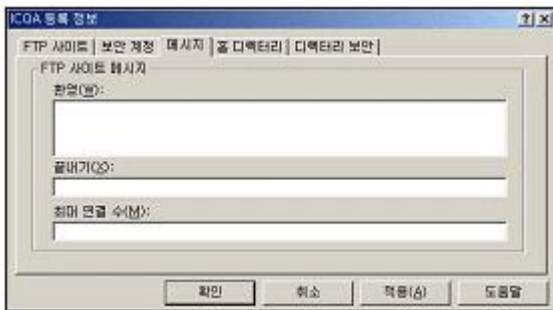 ICQA 등록 정보
FTP 사이트 보안 계정 메시지 홈 디렉터리 디렉터리 보안
FTP 사이트 메시지
환영(W):
끝내기(X):
최대 연결 수(M):
확인 취소 적용(A) 도움말